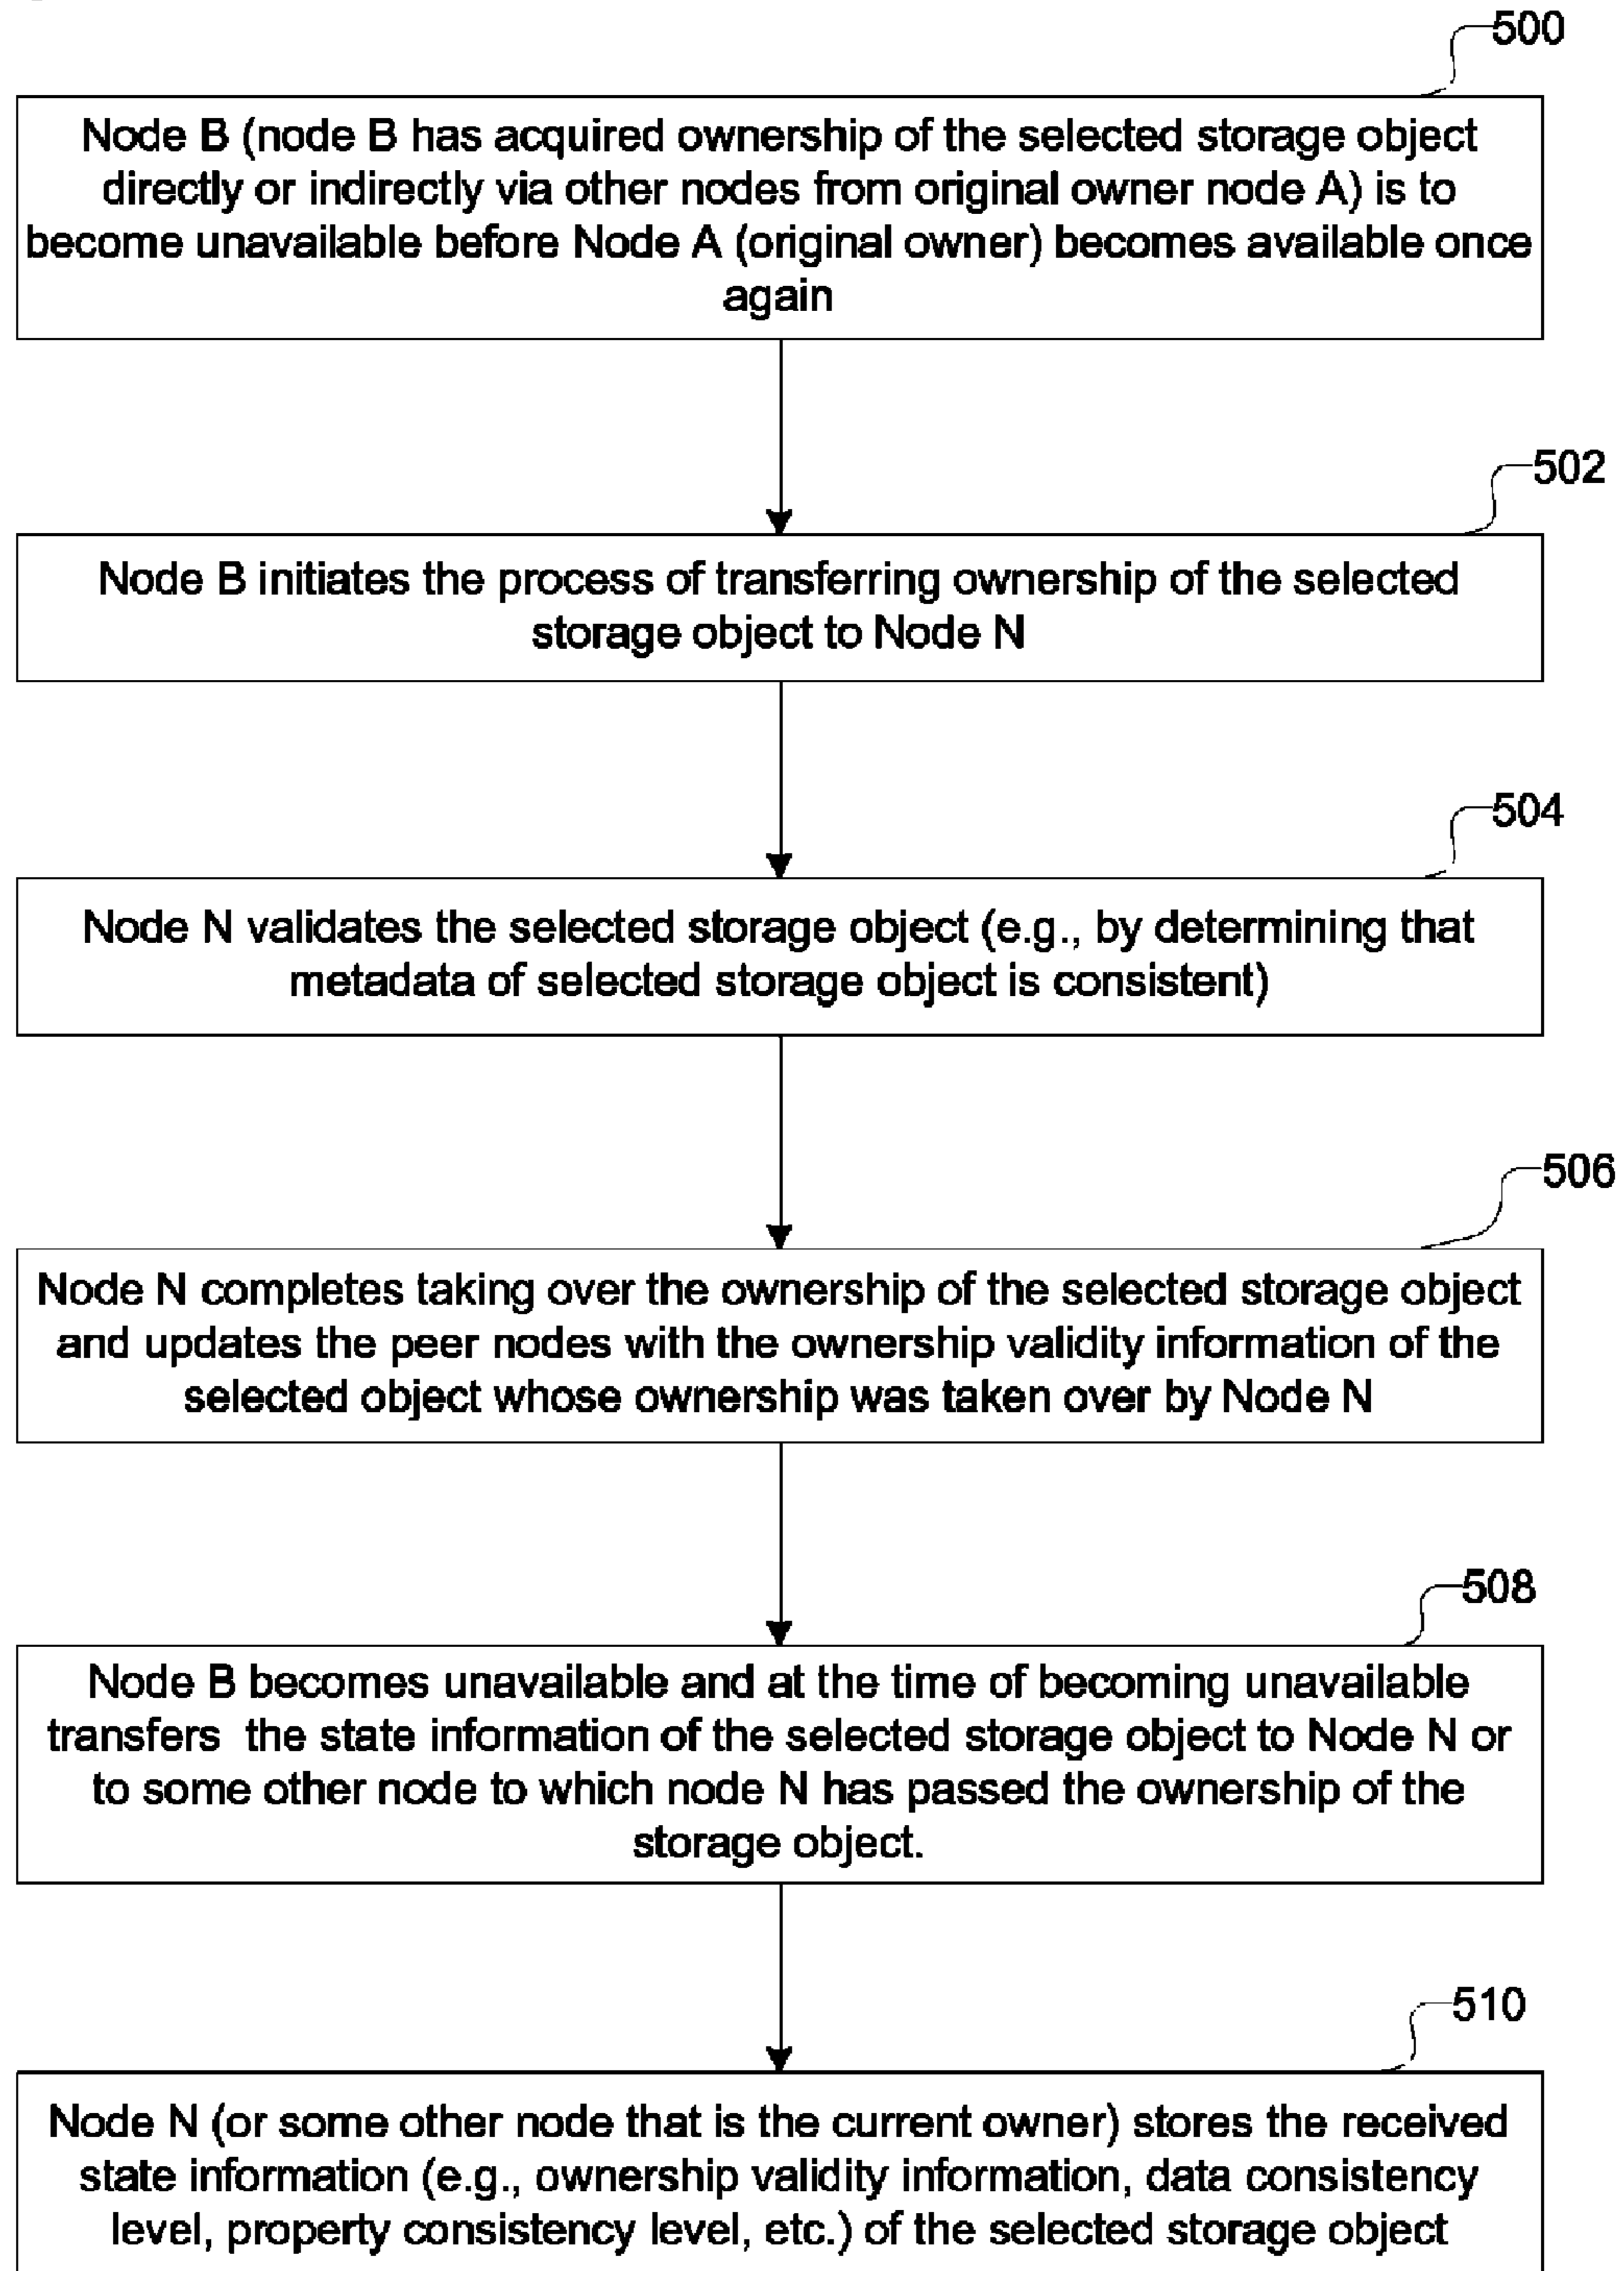 500
Node B (node B has acquired ownership of the selected storage object
directly or indirectly via other nodes from original owner node A) is to
become unavailable before Node A (original owner) becomes available once
again
502
Node B initiates the process of transferring ownership of the selected
storage object to Node N
504
Node N validates the selected storage object (e.g., by determining that
metadata of selected storage object is consistent)
506
Node N completes taking over the ownership of the selected storage object
and updates the peer nodes with the ownership validity information of the
selected object whose ownership was taken over by Node N
508
Node B becomes unavailable and at the time of becoming unavailable
transfers the state information of the selected storage object to Node N or
to some other node to which node N has passed the ownership of the
storage object.
510
Node N (or some other node that is the current owner) stores the received
state information (e.g., ownership validity information, data consistency
level, property consistency level, etc.) of the selected storage object